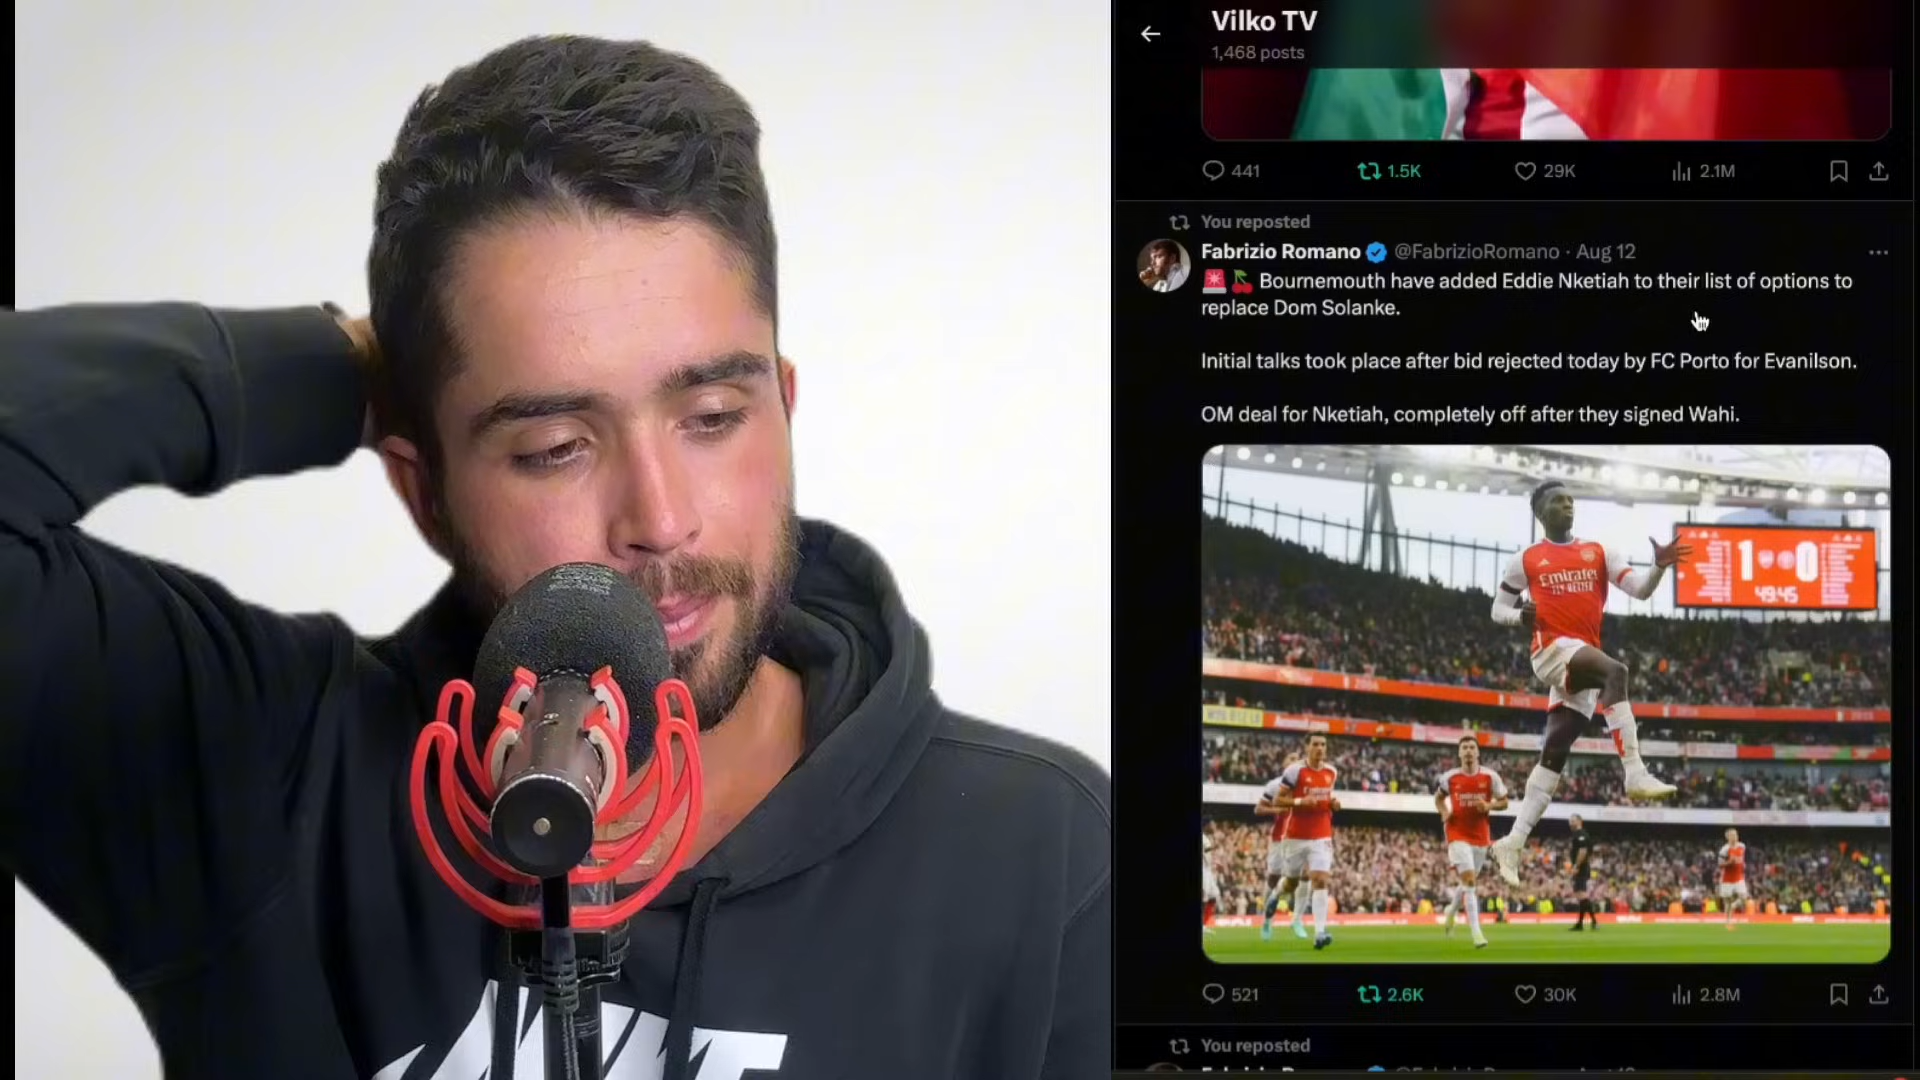 Vilko TV
1,468 posts
441 1.5K 29K 2.1M
You reposted
Fabrizio Romano @FabrizioRomano · Aug 12
🚨🍒 Bournemouth have added Eddie Nketiah to their list of options to
replace Dom Solanke.
Initial talks took place after bid rejected today by FC Porto for Evanilson.
OM deal for Nketiah, completely off after they signed Wahi.
1 0
49:45
Emirates
FLY BETTER
521 2.6K 30K 2.8M
You reposted